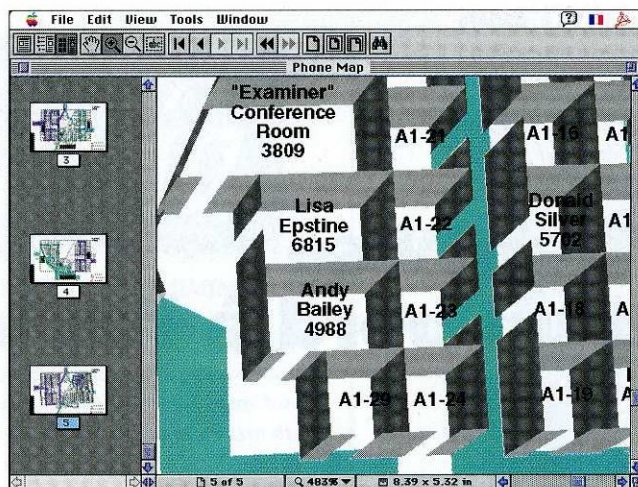 File Edit View Tools Window
Phone Map
3
4
5
"Examiner"
Conference
Room
3809
A1-21
A1-16
Lisa
Epstine
6815
A1-22
Donald
Silver
Andy
Bailey
4988
A1-23
A1-18
A1-29
A1-24
A1-19
5 of 5
483%
8.39 x 5.32 in